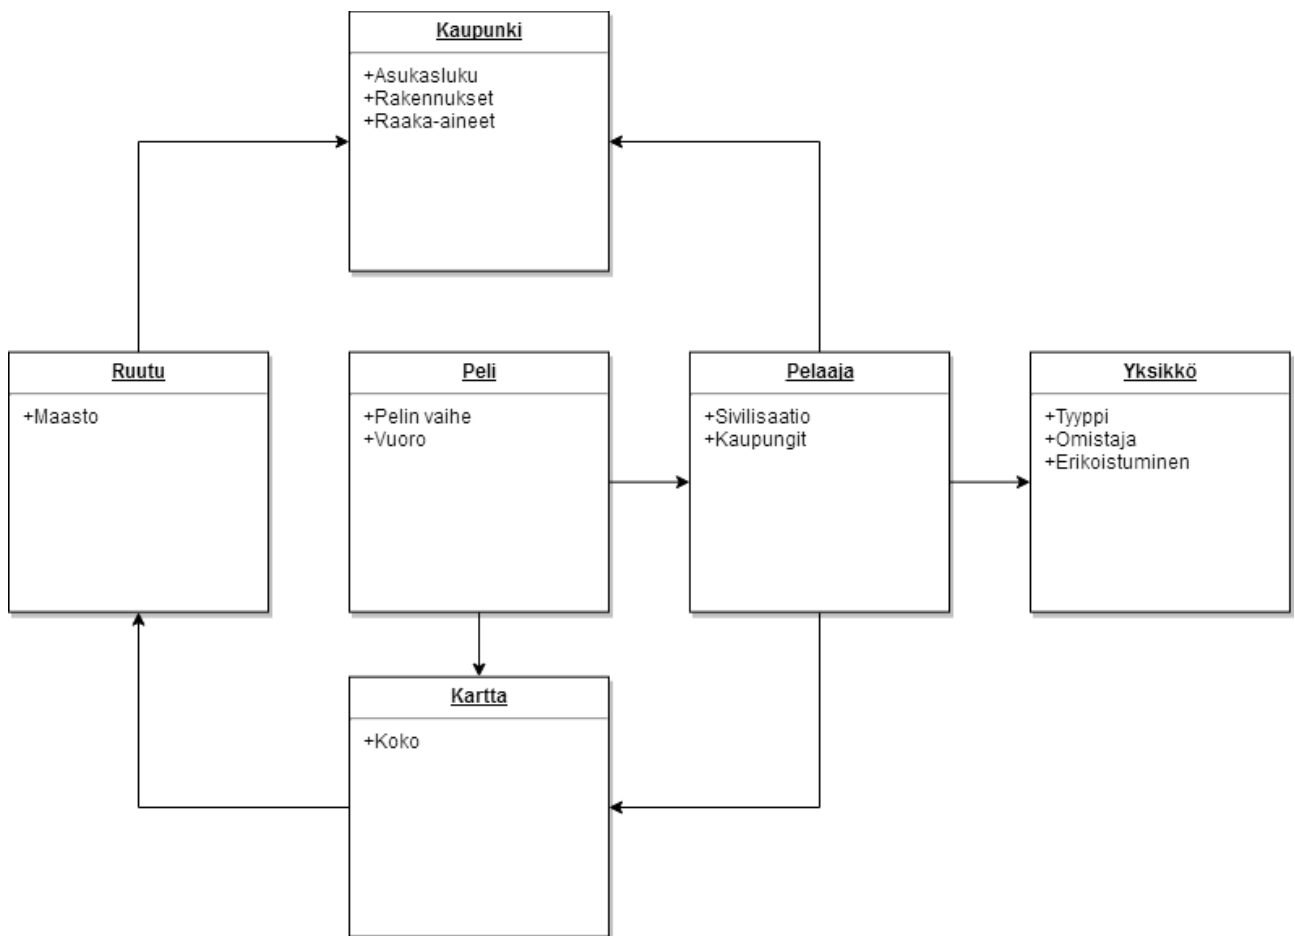 Kaupunki
+Asukasluku
+Rakennukset
+Raaka-aineet
Ruutu
+Maasto
Peli
+Pelin vaihe
+Vuoro
Pelaaja
+Sivilisaatio
+Kaupungit
Yksikkö
+Tyyppi
+Omistaja
+Erikoistuminen
Kartta
+Koko